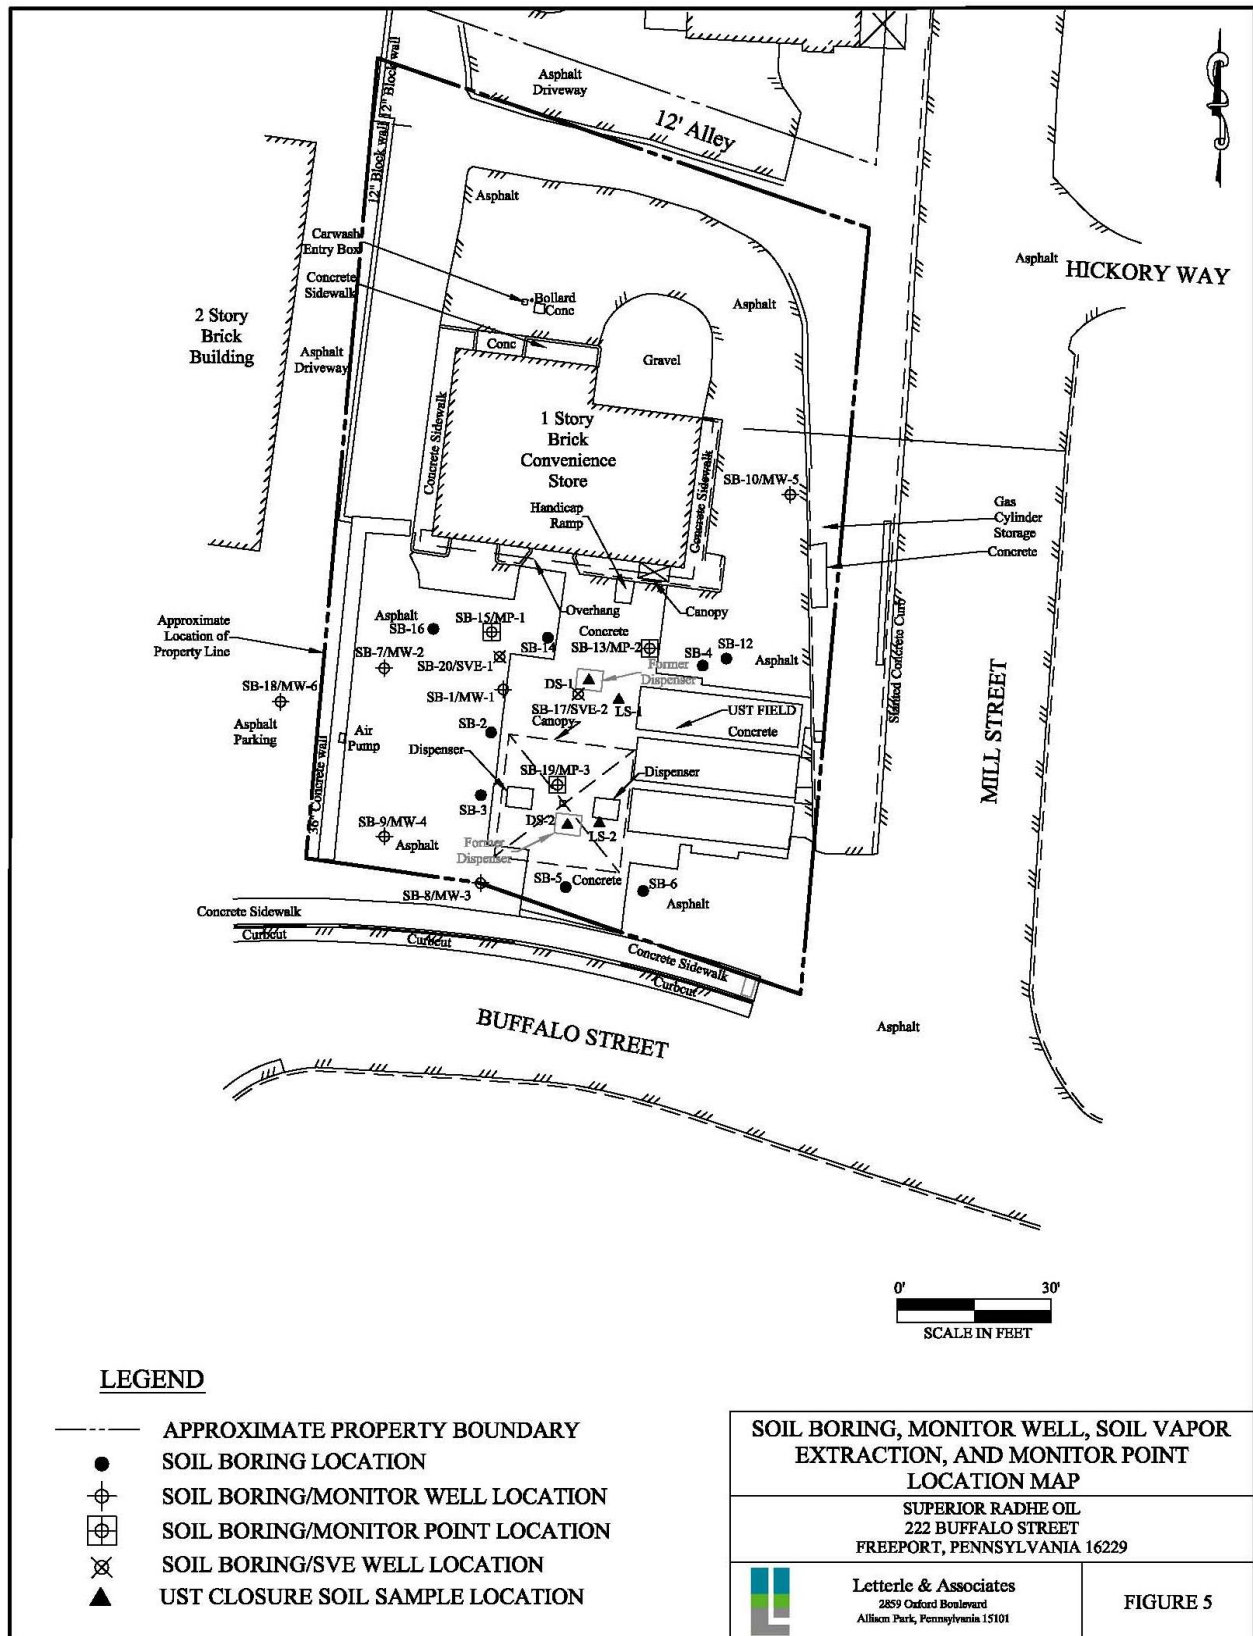 12" Block wall
12" Block wall
Asphalt
Driveway
12' Alley
Asphalt
Carwash
Entry Box
Concrete
Sidewalk
Bollard
Conc
Asphalt
Asphalt
HICKORY WAY
2 Story
Brick
Building
Asphalt
Driveway
Conc
Gravel
Concrete Sidewalk
1 Story
Brick
Convenience
Store
Concrete Sidewalk
SB-10/MW-5
Handicap
Ramp
Gas
Cylinder
Storage
Concrete
Approximate
Location of
Property Line
Asphalt
SB-16
SB-15/MP-1
Overhang
Canopy
SB-14
Concrete
SB-13/MP-2
SB-12
SB-4
Asphalt
Slanted Concrete Curb
SB-7/MW-2
SB-20/SVE-1
Former
Dispenser
SB-18/MW-6
SB-1/MW-1
DS-1
SB-17/SVE-2
LS-1
UST FIELD
Asphalt
Parking
Air
Pump
SB-2
Canopy
Concrete
MILL STREET
Dispenser
SB-19/MP-3
Dispenser
36" Concrete wall
SB-3
SB-9/MW-4
Asphalt
DS-2
LS-2
Former
Dispenser
SB-8/MW-3
SB-5
Concrete
SB-6
Asphalt
Concrete Sidewalk
Curbcut
Curbcut
Concrete Sidewalk
Curbcut
BUFFALO STREET
Asphalt
0' 30'
SCALE IN FEET
LEGEND
APPROXIMATE PROPERTY BOUNDARY
SOIL BORING LOCATION
SOIL BORING/MONITOR WELL LOCATION
SOIL BORING/MONITOR POINT LOCATION
SOIL BORING/SVE WELL LOCATION
UST CLOSURE SOIL SAMPLE LOCATION
SOIL BORING, MONITOR WELL, SOIL VAPOR
EXTRACTION, AND MONITOR POINT
LOCATION MAP
SUPERIOR RADHE OIL
222 BUFFALO STREET
FREEPORT, PENNSYLVANIA 16229
Letterle & Associates
2859 Oxford Boulevard
Allison Park, Pennsylvania 15101
FIGURE 5